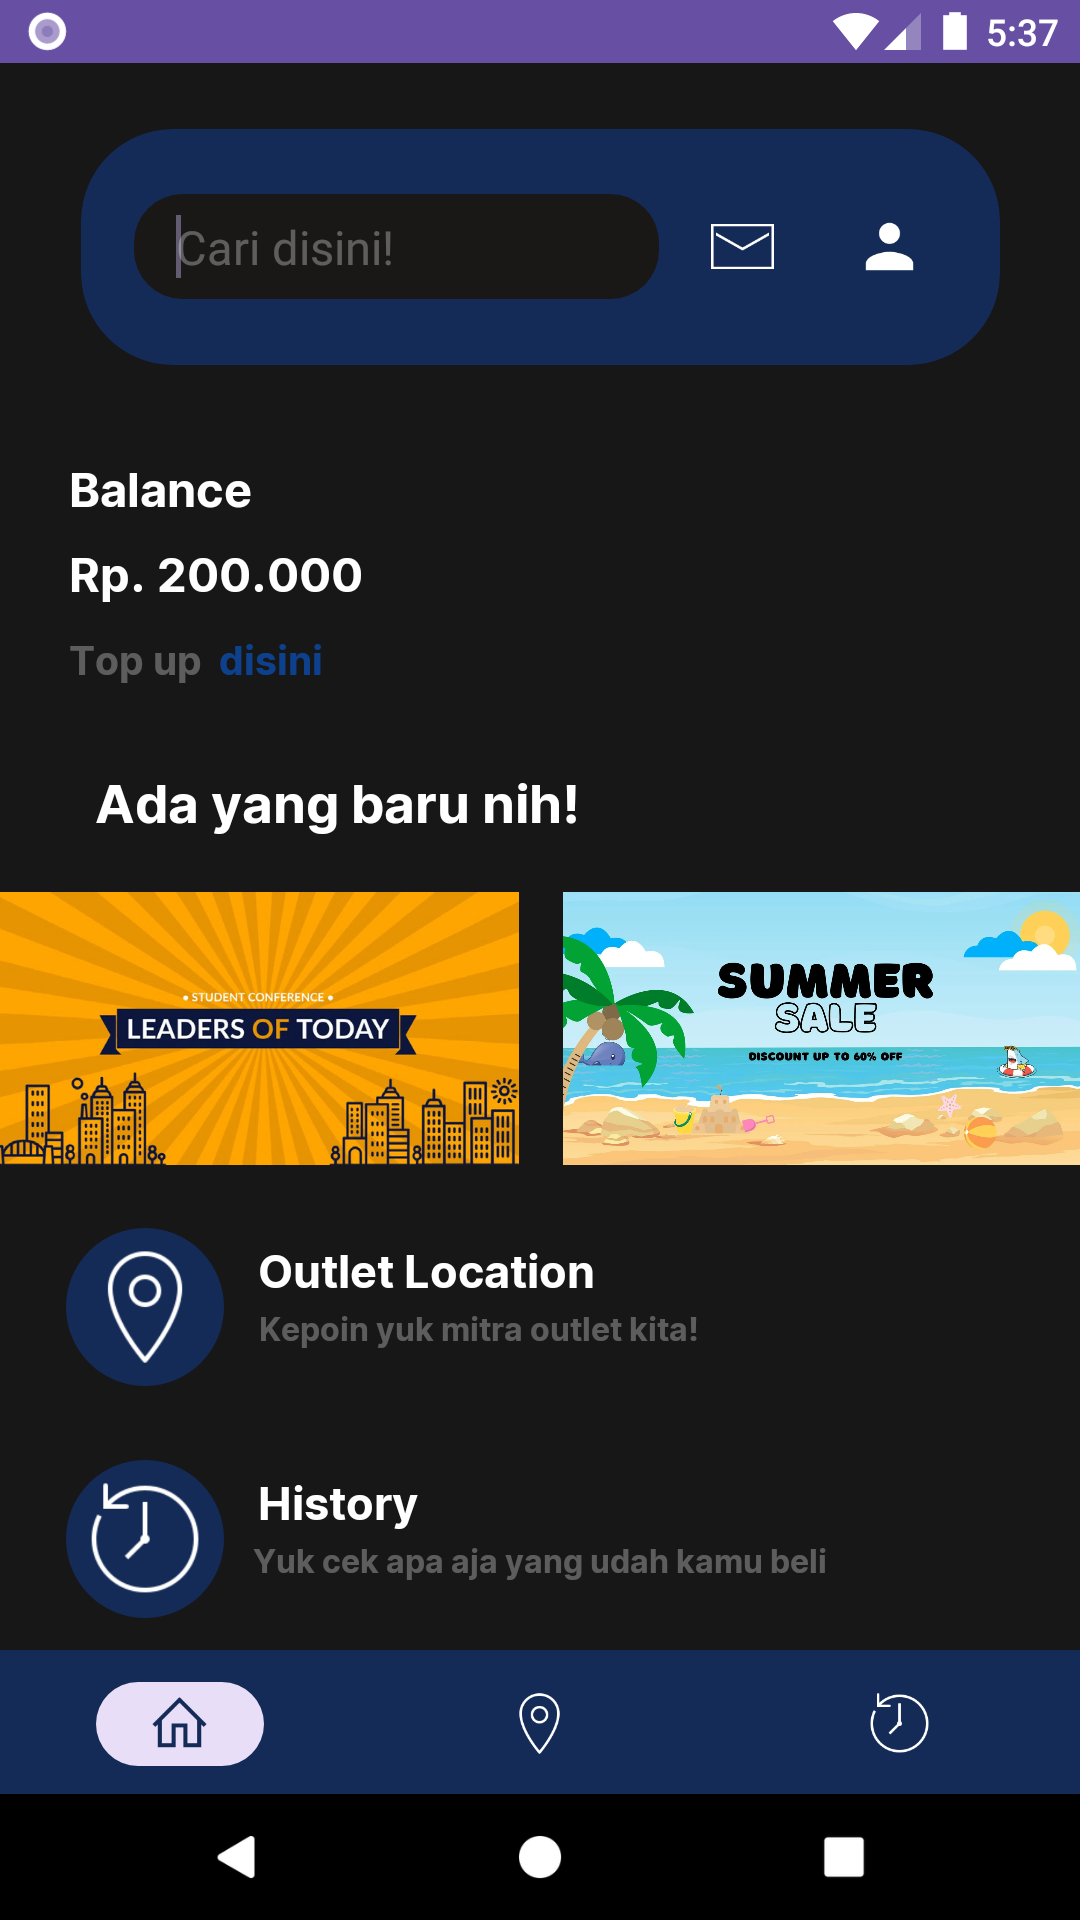 5:37
Cari disini!
Balance
Rp. 200.000
Top up disini
Ada yang baru nih!
• STUDENT CONFERENCE •
LEADERS OF TODAY
SUMMER
SALE
DISCOUNT UP TO 60% OFF
Outlet Location
Kepoin yuk mitra outlet kita!
History
Yuk cek apa aja yang udah kamu beli